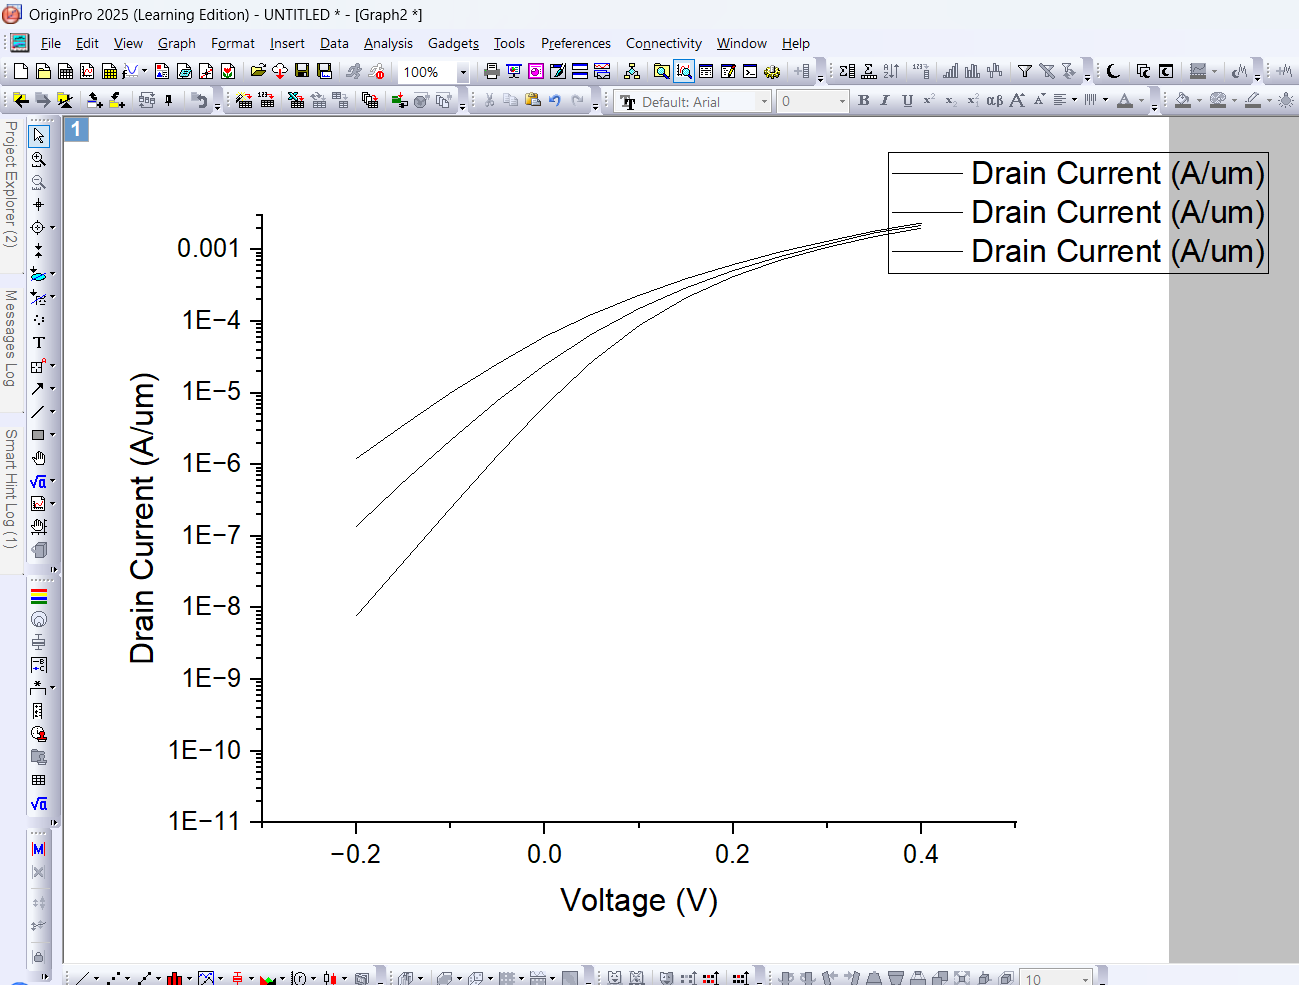 OriginPro 2025 (Learning Edition) - UNTITLED * - [Graph2 *]
File Edit View Graph Format Insert Data Analysis Gadgets Tools Preferences Connectivity Window Help
100%
Default: Arial 0 B I U
Project Explorer (2)
Messages Log
Smart Hint Log (1)
1
Drain Current (A/um)
Drain Current (A/um)
Drain Current (A/um)
0.001
1E−4
1E−5
1E−6
1E−7
1E−8
1E−9
1E−10
1E−11
Drain Current (A/um)
−0.2 0.0 0.2 0.4
Voltage (V)
10